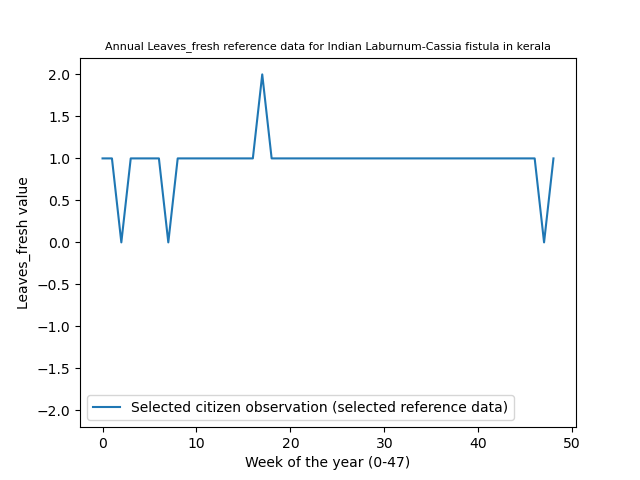 Annual Leaves_fresh reference data for Indian Laburnum-Cassia fistula in kerala
2.0
1.5
1.0
0.5
0.0
−0.5
−1.0
−1.5
−2.0
Leaves_fresh value
Selected citizen observation (selected reference data)
0 10 20 30 40 50
Week of the year (0-47)